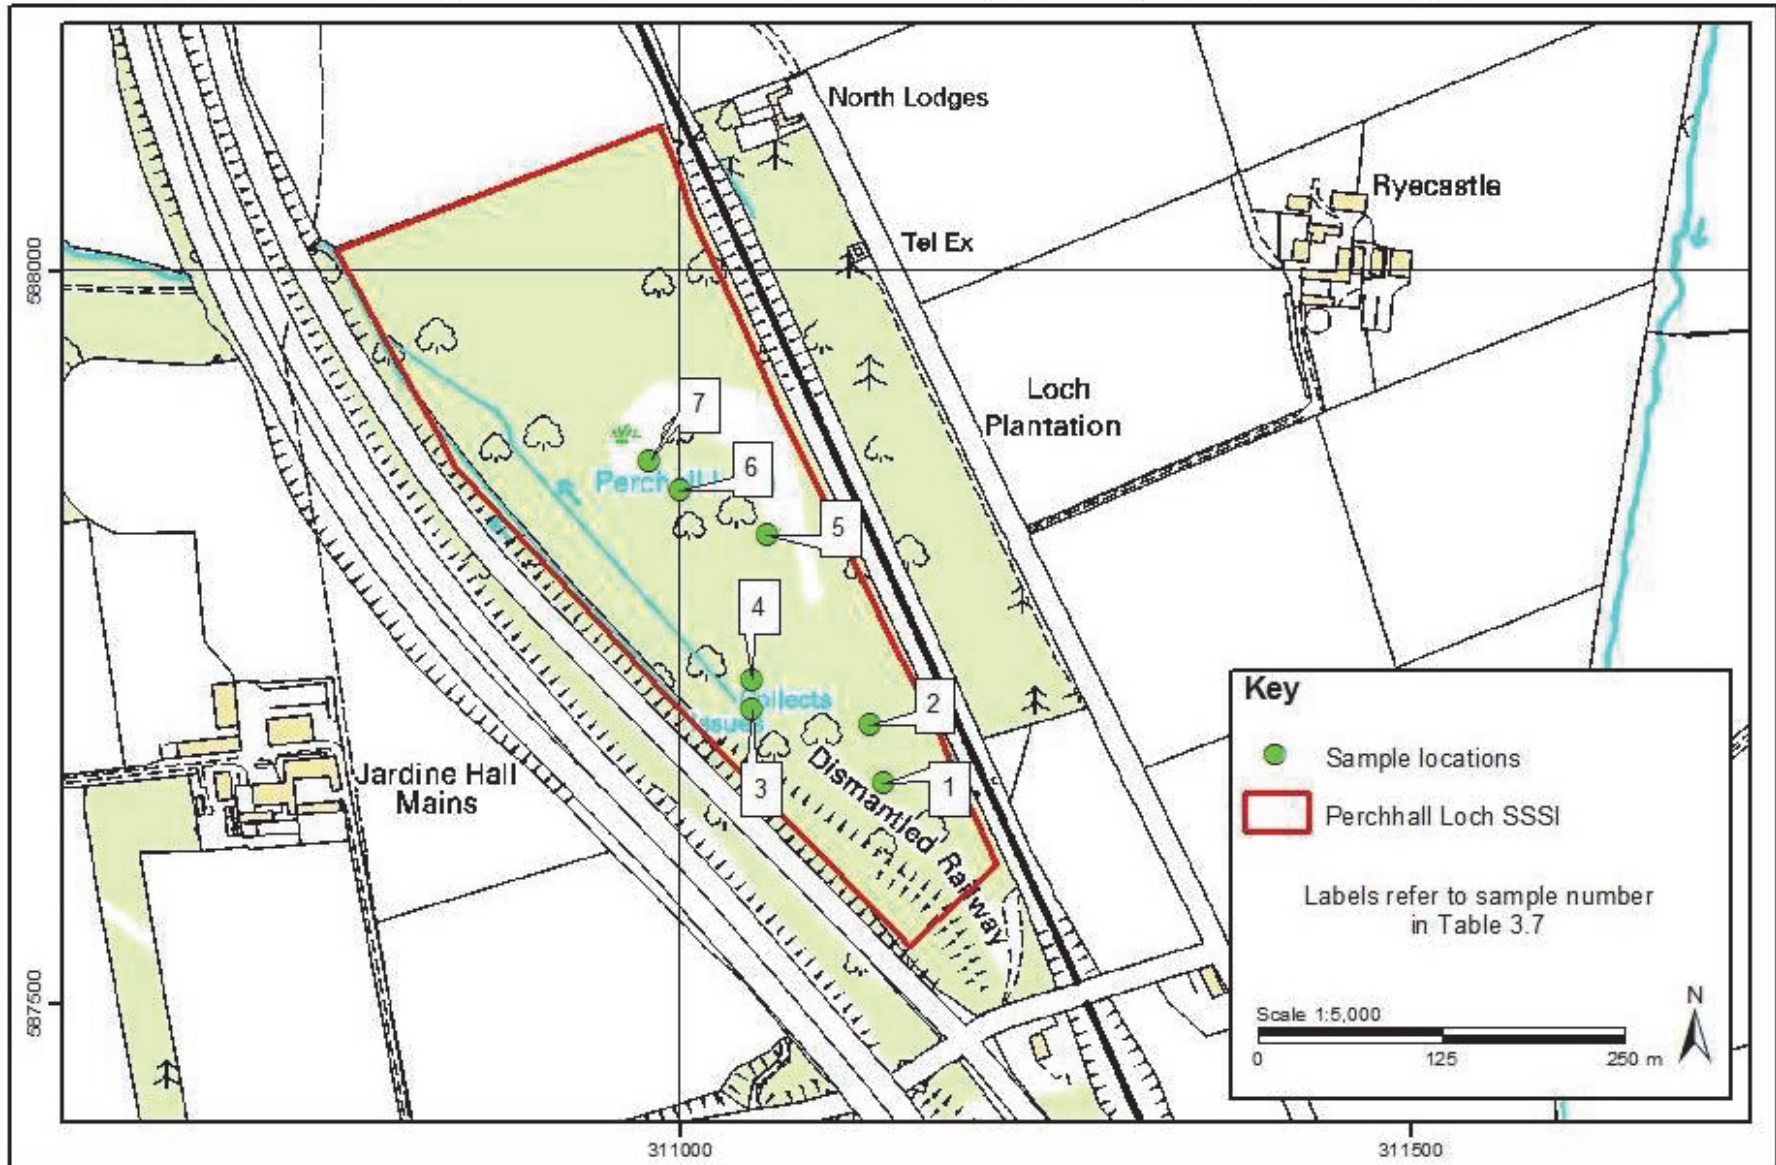 North Lodges
Ryecastle
Tel Ex
588000
Loch
Plantation
7
6
5
4
2
3
1
Collects
Issues
Dismantled Railway
Jardine Hall
Mains
587500
Key
Sample locations
Perchhall Loch SSSI
Labels refer to sample number
in Table 3.7
Scale 1:5,000
N
0 125 250 m
311000
311500